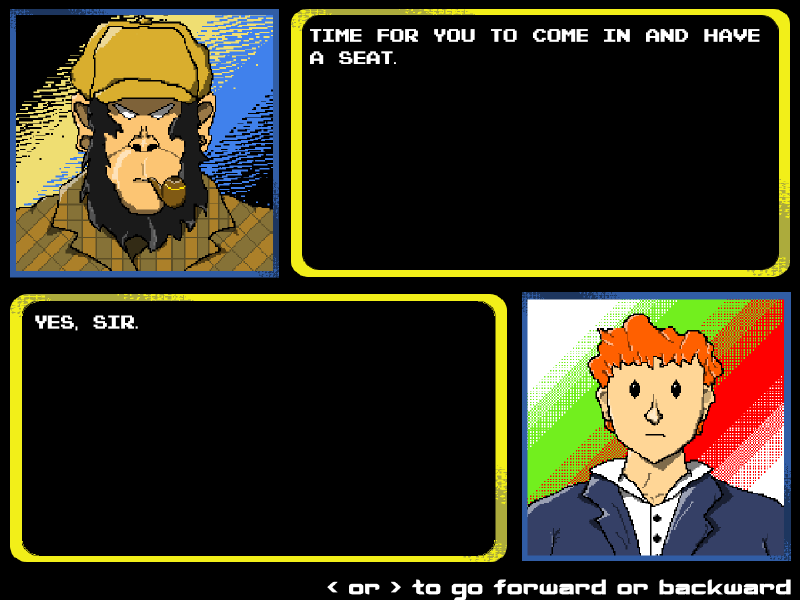 TIME FOR YOU TO COME IN AND HAVE
A SEAT.
YES, SIR.
< or > to go forward or backward